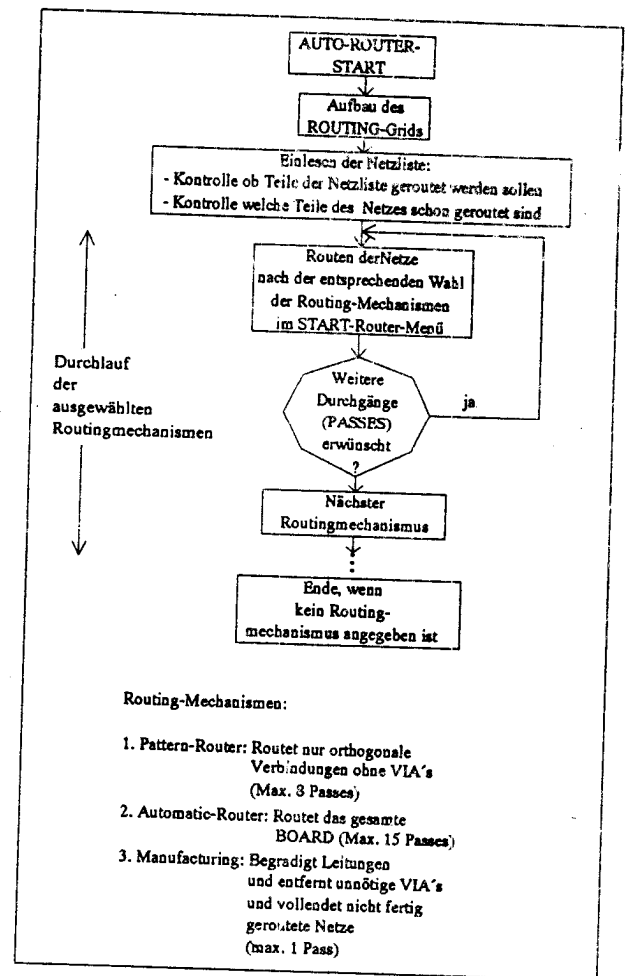 AUTO-ROUTER-
START
Aufbau des
ROUTING-Grids
Einlesen der Netzliste:
- Kontrolle ob Teile der Netzliste geroutet werden sollen
- Kontrolle welche Teile des Netzes schon geroutet sind
Routen derNetze
nach der entsprechenden Wahl
der Routing-Mechanismen
im START-Router-Menü
Durchlauf
der
ausgewählten
Routingmechanismen
Weitere
Durchgänge
(PASSES)
erwünscht
?
ja
Nächster
Routingmechanismus
Ende, wenn
kein Routing-
mechanismus angegeben ist
Routing-Mechanismen:
1. Pattern-Router: Routet nur orthogonale
Verbindungen ohne VIA´s
(Max. 3 Passes)
2. Automatic-Router: Routet das gesamte
BOARD (Max. 15 Passes)
3. Manufacturing: Begradigt Leitungen
und entfernt unnötige VIA´s
und vollendet nicht fertig
geroutete Netze
(max. 1 Pass)